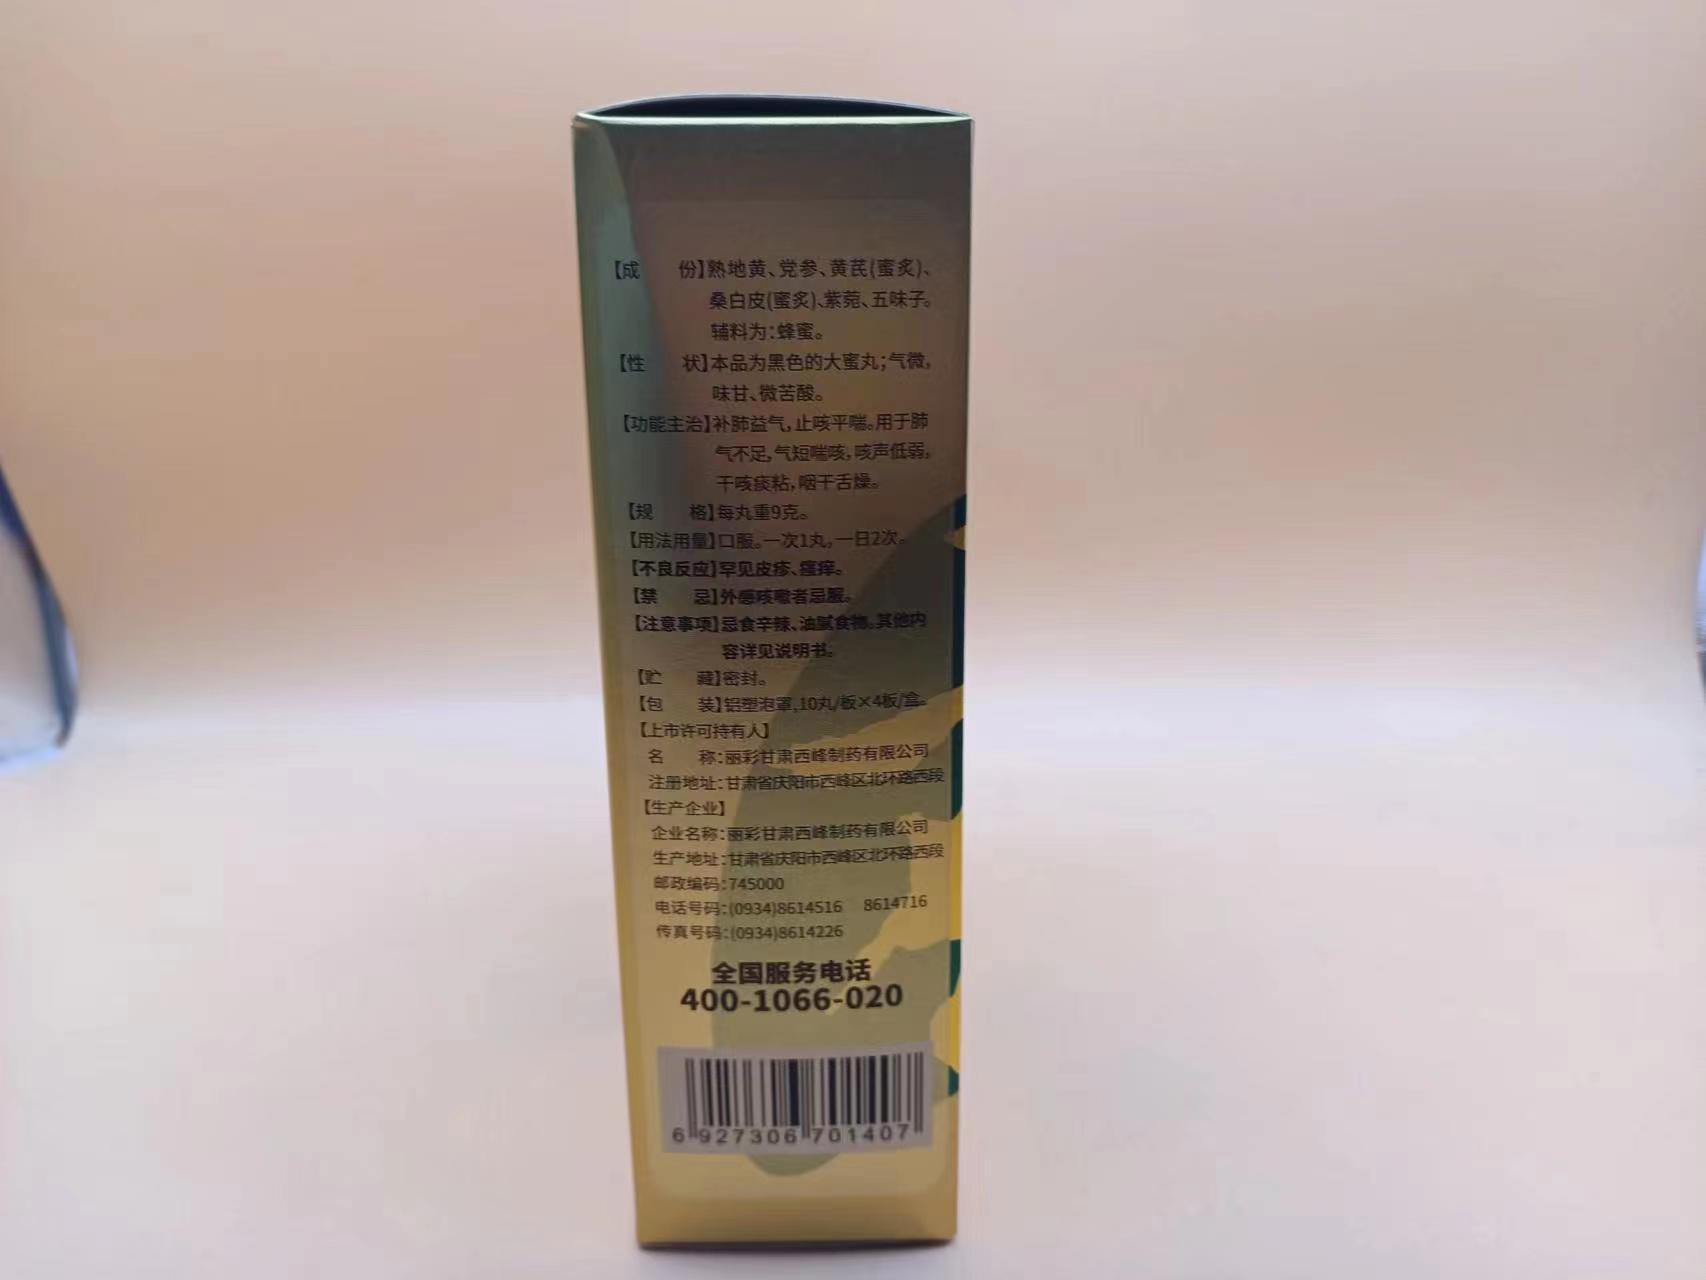 【成　份】熟地黄、党参、黄芪(蜜炙)、
桑白皮(蜜炙)、紫菀、五味子。
辅料为:蜂蜜。
【性　状】本品为黑色的大蜜丸;气微,
味甘、微苦酸。
【功能主治】补肺益气,止咳平喘。用于肺
气不足,气短喘咳,咳声低弱,
干咳痰粘,咽干舌燥。
【规　格】每丸重9克。
【用法用量】口服。一次1丸,一日2次。
【不良反应】罕见皮疹、瘙痒。
【禁　忌】外感咳嗽者忌服。
【注意事项】忌食辛辣、油腻食物。其他内
容详见说明书。
【贮　藏】密封。
【包　装】铝塑泡罩,10丸/板×4板/盒。
【上市许可持有人】
名　称:丽彩甘肃西峰制药有限公司
注册地址:甘肃省庆阳市西峰区北环路西段
【生产企业】
企业名称:丽彩甘肃西峰制药有限公司
生产地址:甘肃省庆阳市西峰区北环路西段
邮政编码:745000
电话号码:(0934)8614516　8614716
传真号码:(0934)8614226
全国服务电话
400-1066-020
6 927306 701407